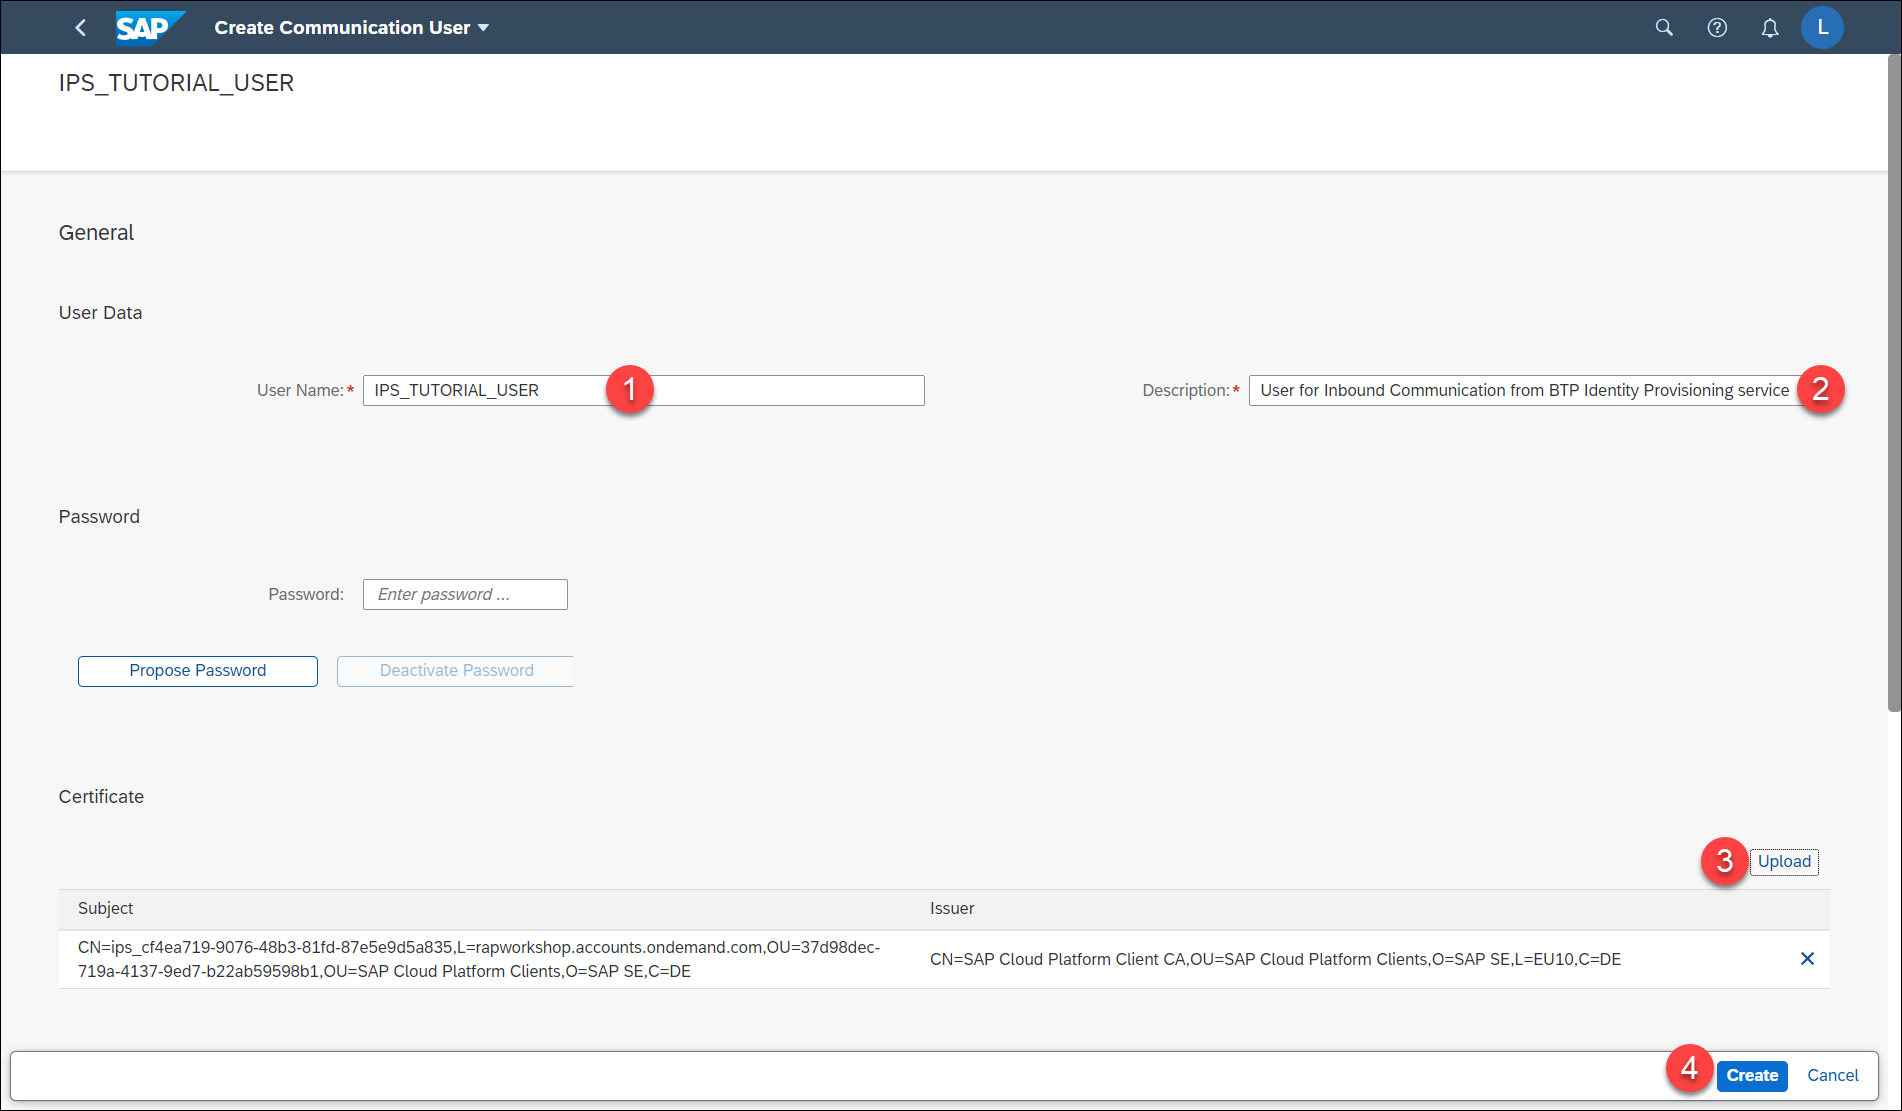 SAP Create Communication User L
IPS_TUTORIAL_USER
General
User Data
User Name:* IPS_TUTORIAL_USER 1 Description:* User for Inbound Communication from BTP Identity Provisioning service 2
Password
Password: Enter password ...
Propose Password Deactivate Password
Certificate
3 Upload
Subject Issuer
CN=ips_cf4ea719-9076-48b3-81fd-87e5e9d5a835,L=rapworkshop.accounts.ondemand.com,OU=37d98dec-
719a-4137-9ed7-b22ab59598b1,OU=SAP Cloud Platform Clients,O=SAP SE,C=DE
CN=SAP Cloud Platform Client CA,OU=SAP Cloud Platform Clients,O=SAP SE,L=EU10,C=DE
4 Create Cancel